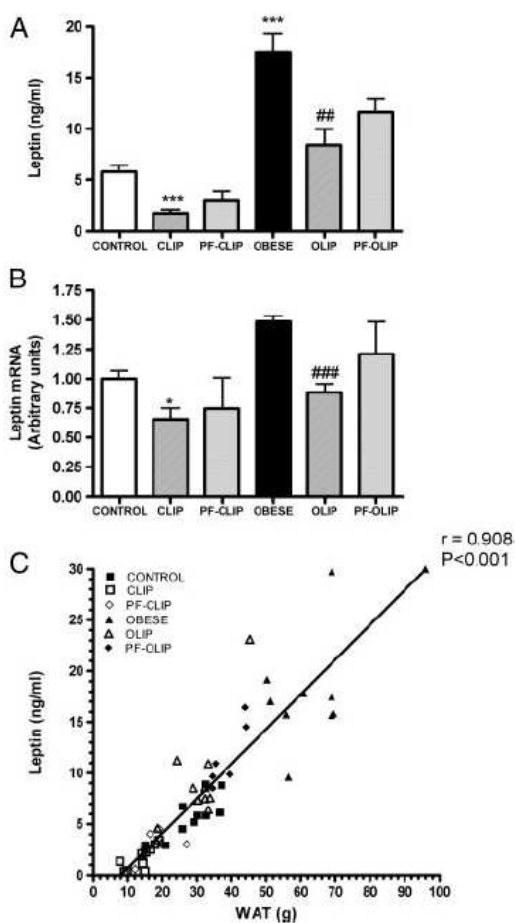 A
Leptin (ng/ml)
20
15
10
5
0
***
***
##
CONTROL CLIP PF-CLIP OBESE OLIP PF-OLIP
B
Leptin mRNA
(Arbitrary units)
1.75
1.50
1.25
1.00
0.75
0.50
0.25
0.00
*
###
CONTROL CLIP PF-CLIP OBESE OLIP PF-OLIP
r = 0.908
P<0.001
C
CONTROL
CLIP
PF-CLIP
OBESE
OLIP
PF-OLIP
Leptin (ng/ml)
30
25
20
15
10
5
0
0 10 20 30 40 50 60 70 80 90 100
WAT (g)